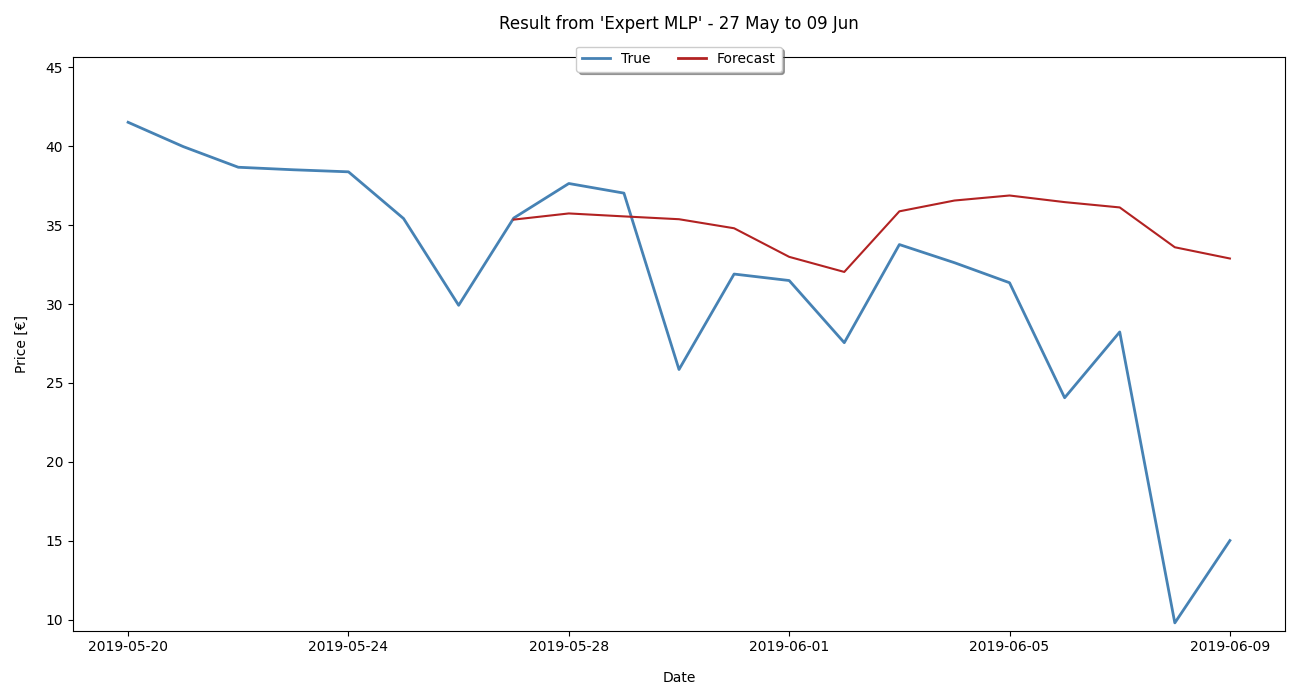 Result from 'Expert MLP' - 27 May to 09 Jun
True Forecast
45
40
35
30
25
20
15
10
Price [€]
2019-05-20 2019-05-24 2019-05-28 2019-06-01 2019-06-05 2019-06-09
Date